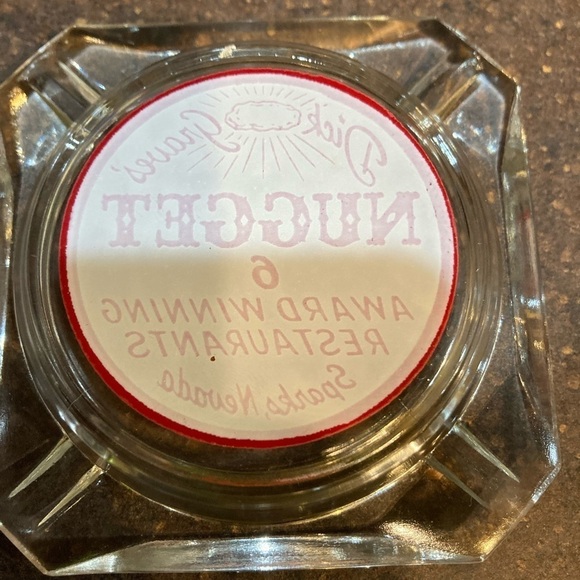 Dick Graves'
NUGGET
6
AWARD WINNING
RESTAURANTS
Sparks, Nevada